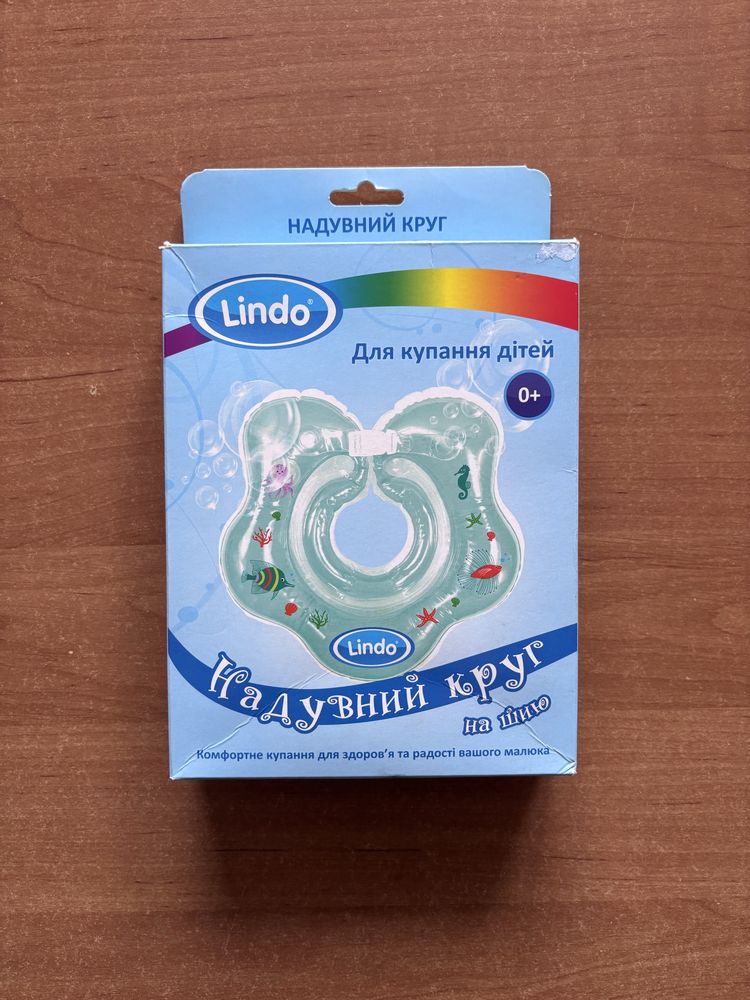 НАДУВНИЙ КРУГ
Lindo®
Для купання дітей
0+
Lindo®
Надувний круг
на шию
Комфортне купання для здоров'я та радості вашого малюка